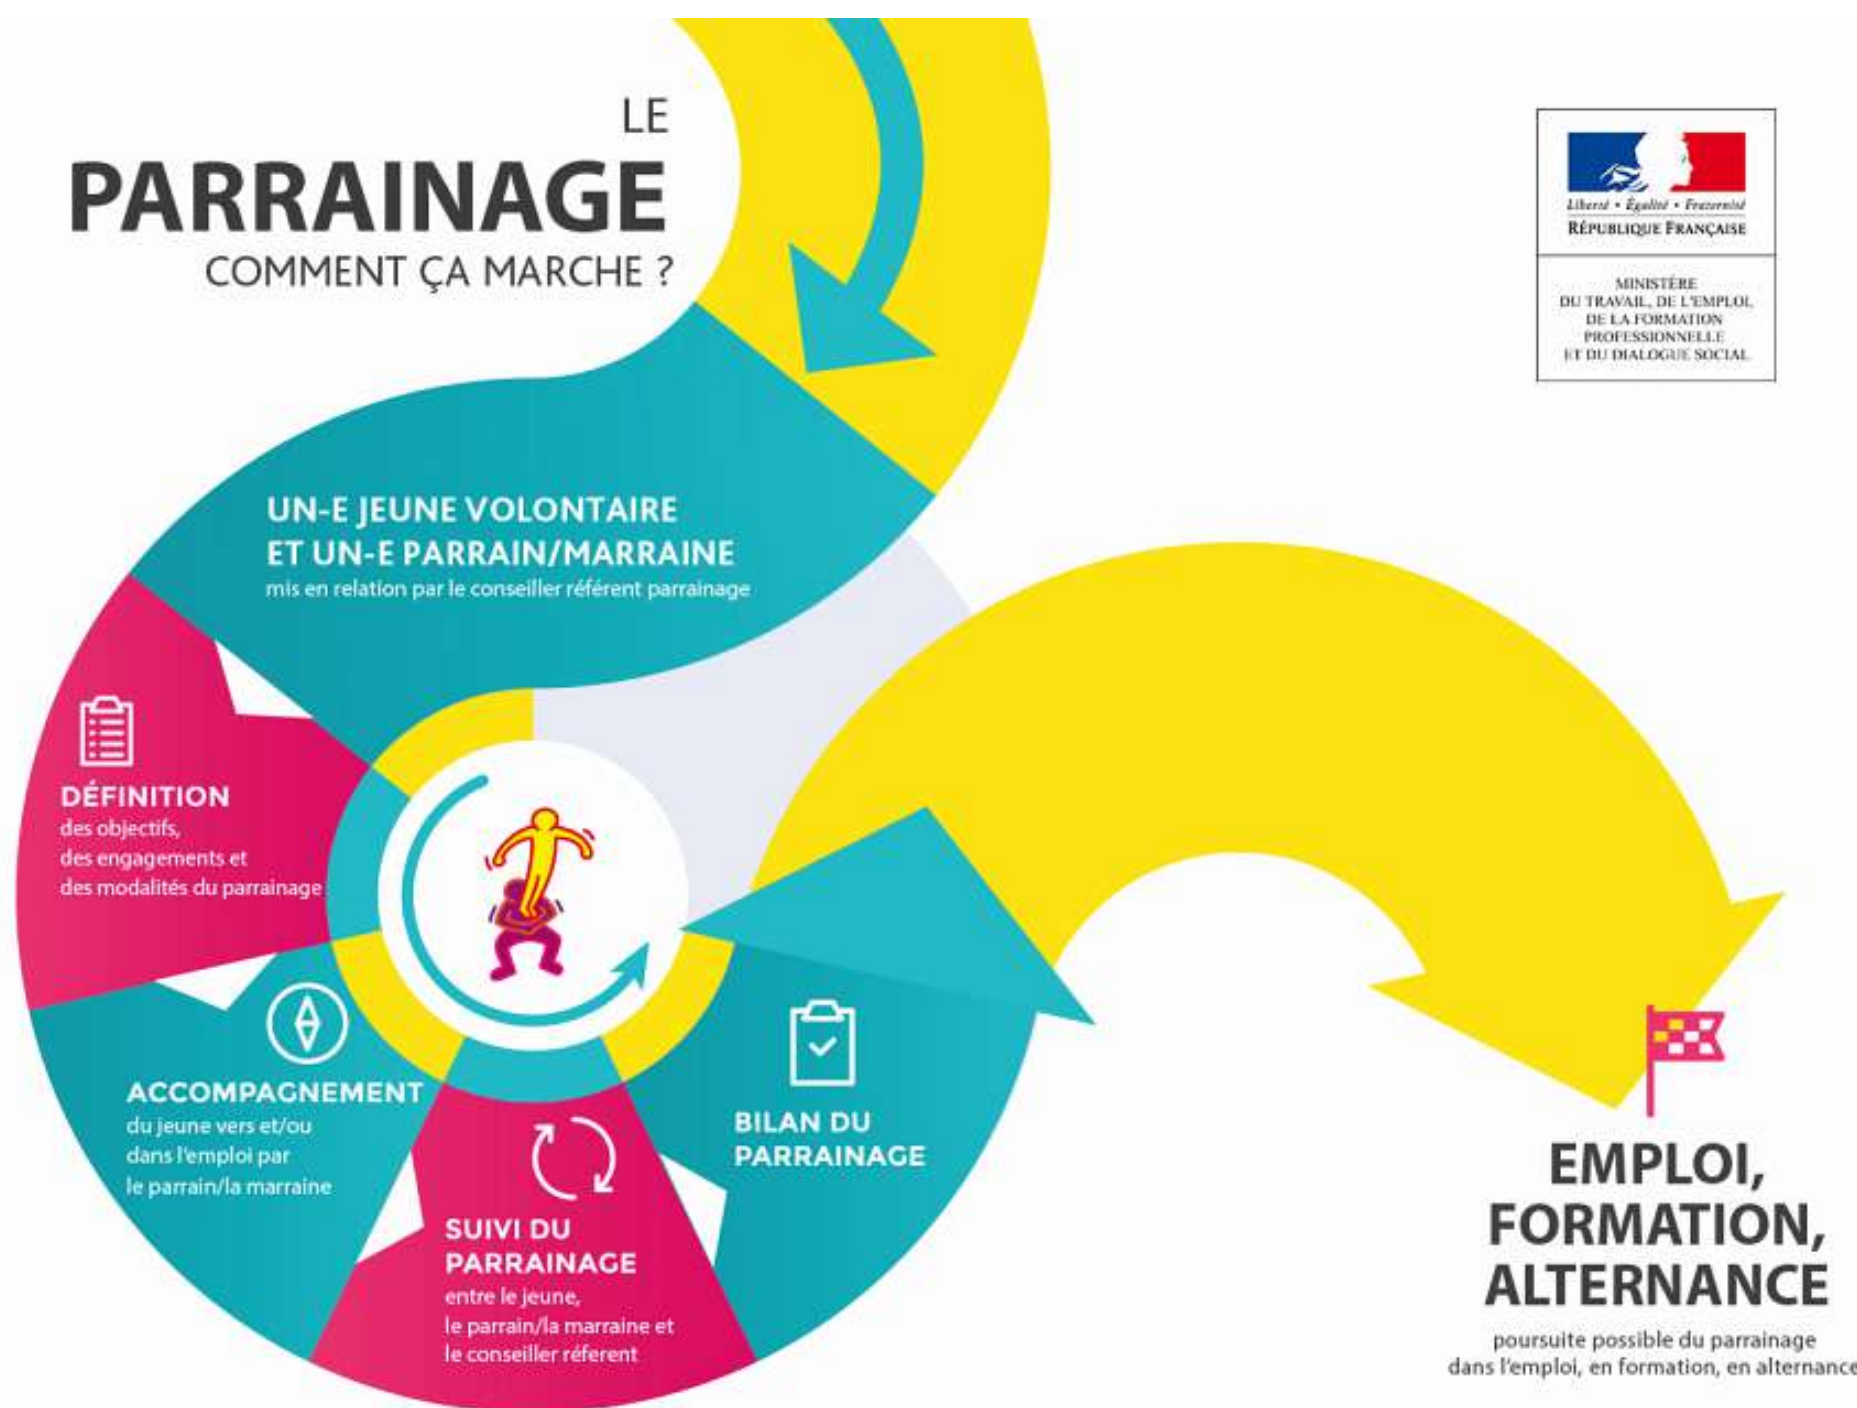 LE
PARRAINAGE
COMMENT ÇA MARCHE ?
Liberté • Égalité • Fraternité
RÉPUBLIQUE FRANÇAISE
MINISTÈRE
DU TRAVAIL, DE L'EMPLOI,
DE LA FORMATION
PROFESSIONNELLE
ET DU DIALOGUE SOCIAL
UN-E JEUNE VOLONTAIRE
ET UN-E PARRAIN/MARRAINE
mis en relation par le conseiller référent parrainage
DÉFINITION
des objectifs,
des engagements et
des modalités du parrainage
ACCOMPAGNEMENT
du jeune vers et/ou
dans l'emploi par
le parrain/la marraine
SUIVI DU
PARRAINAGE
entre le jeune,
le parrain/la marraine et
le conseiller réferent
BILAN DU
PARRAINAGE
EMPLOI,
FORMATION,
ALTERNANCE
poursuite possible du parrainage
dans l'emploi, en formation, en alternance